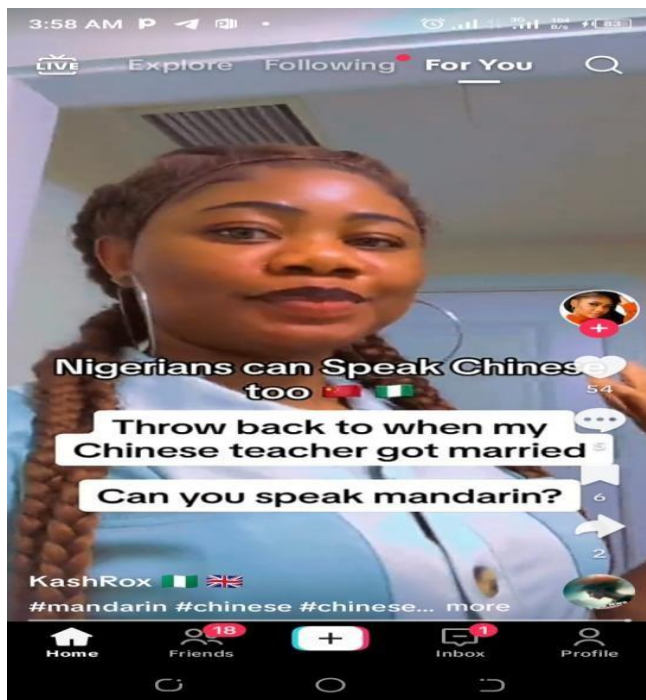 3:58 AM
LIVE Explore Following For You
Nigerians can Speak Chinese
too 🇨🇳 🇳🇬
Throw back to when my
Chinese teacher got married
Can you speak mandarin?
54
5
6
2
KashRox 🇳🇬 🇬🇧
#mandarin #chinese #chinese... more
Home
Friends 18
Inbox 1
Profile